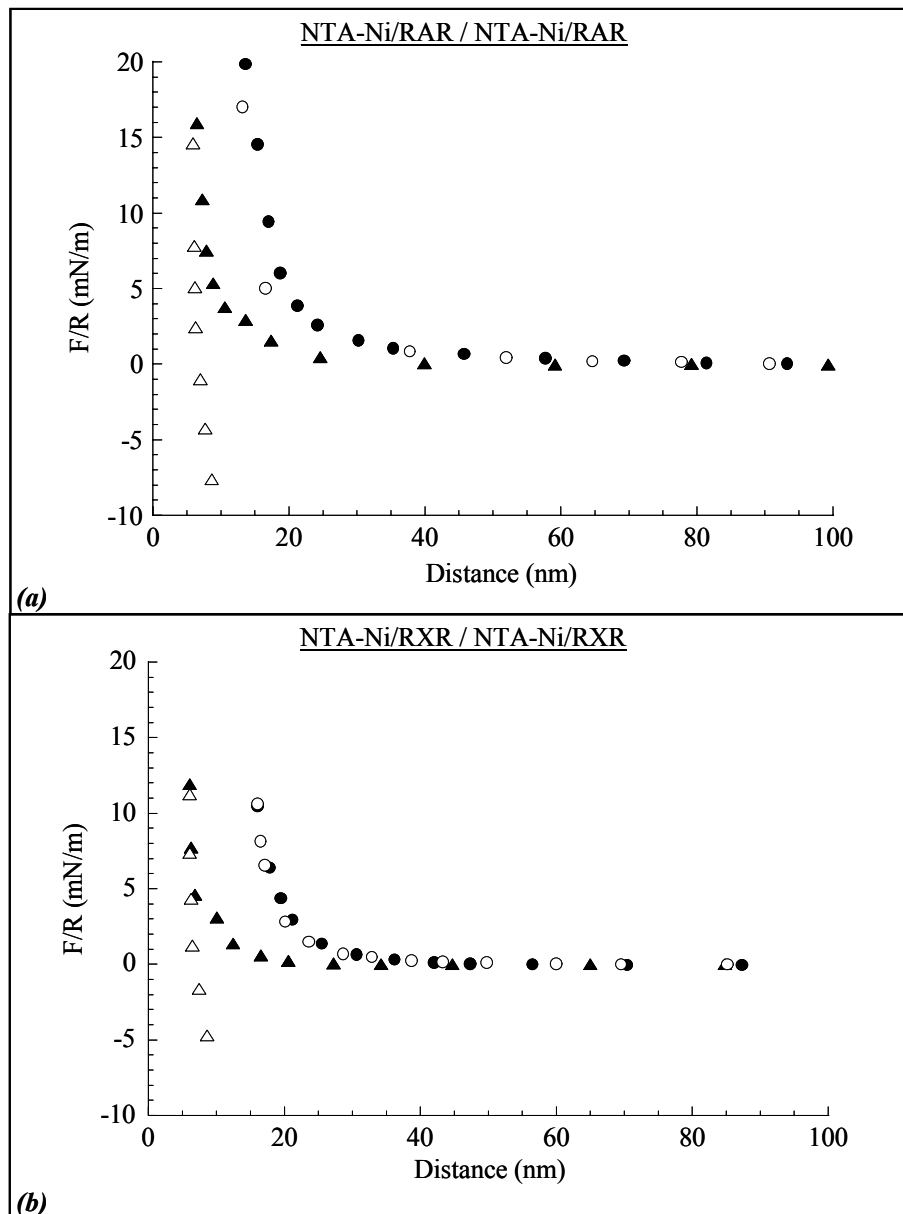 NTA-Ni/RAR / NTA-Ni/RAR
20
15
10
5
0
-5
-10
F/R (mN/m)
0 20 40 60 80 100
Distance (nm)
(a)
NTA-Ni/RXR / NTA-Ni/RXR
20
15
10
5
0
-5
-10
F/R (mN/m)
0 20 40 60 80 100
Distance (nm)
(b)